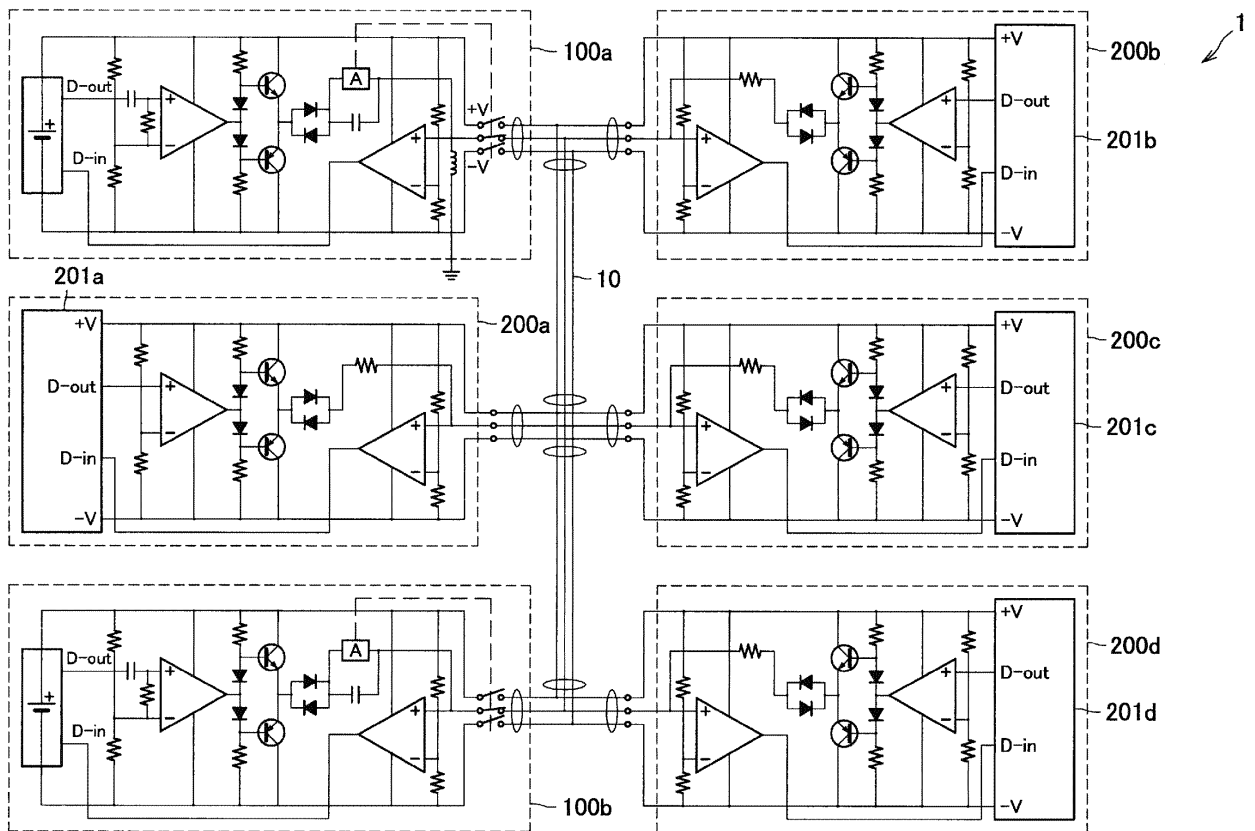 1
100a
D-out
+
D-in
A
+
−
+
−
+V
−V
200b
+V
D-out
201b
D-in
−V
+
−
+
−
10
201a
+V
D-out
D-in
−V
200a
+
−
+
−
200c
+V
D-out
201c
D-in
−V
+
−
+
−
D-out
+
D-in
A
+
−
+
−
100b
200d
+V
D-out
201d
D-in
−V
+
−
+
−